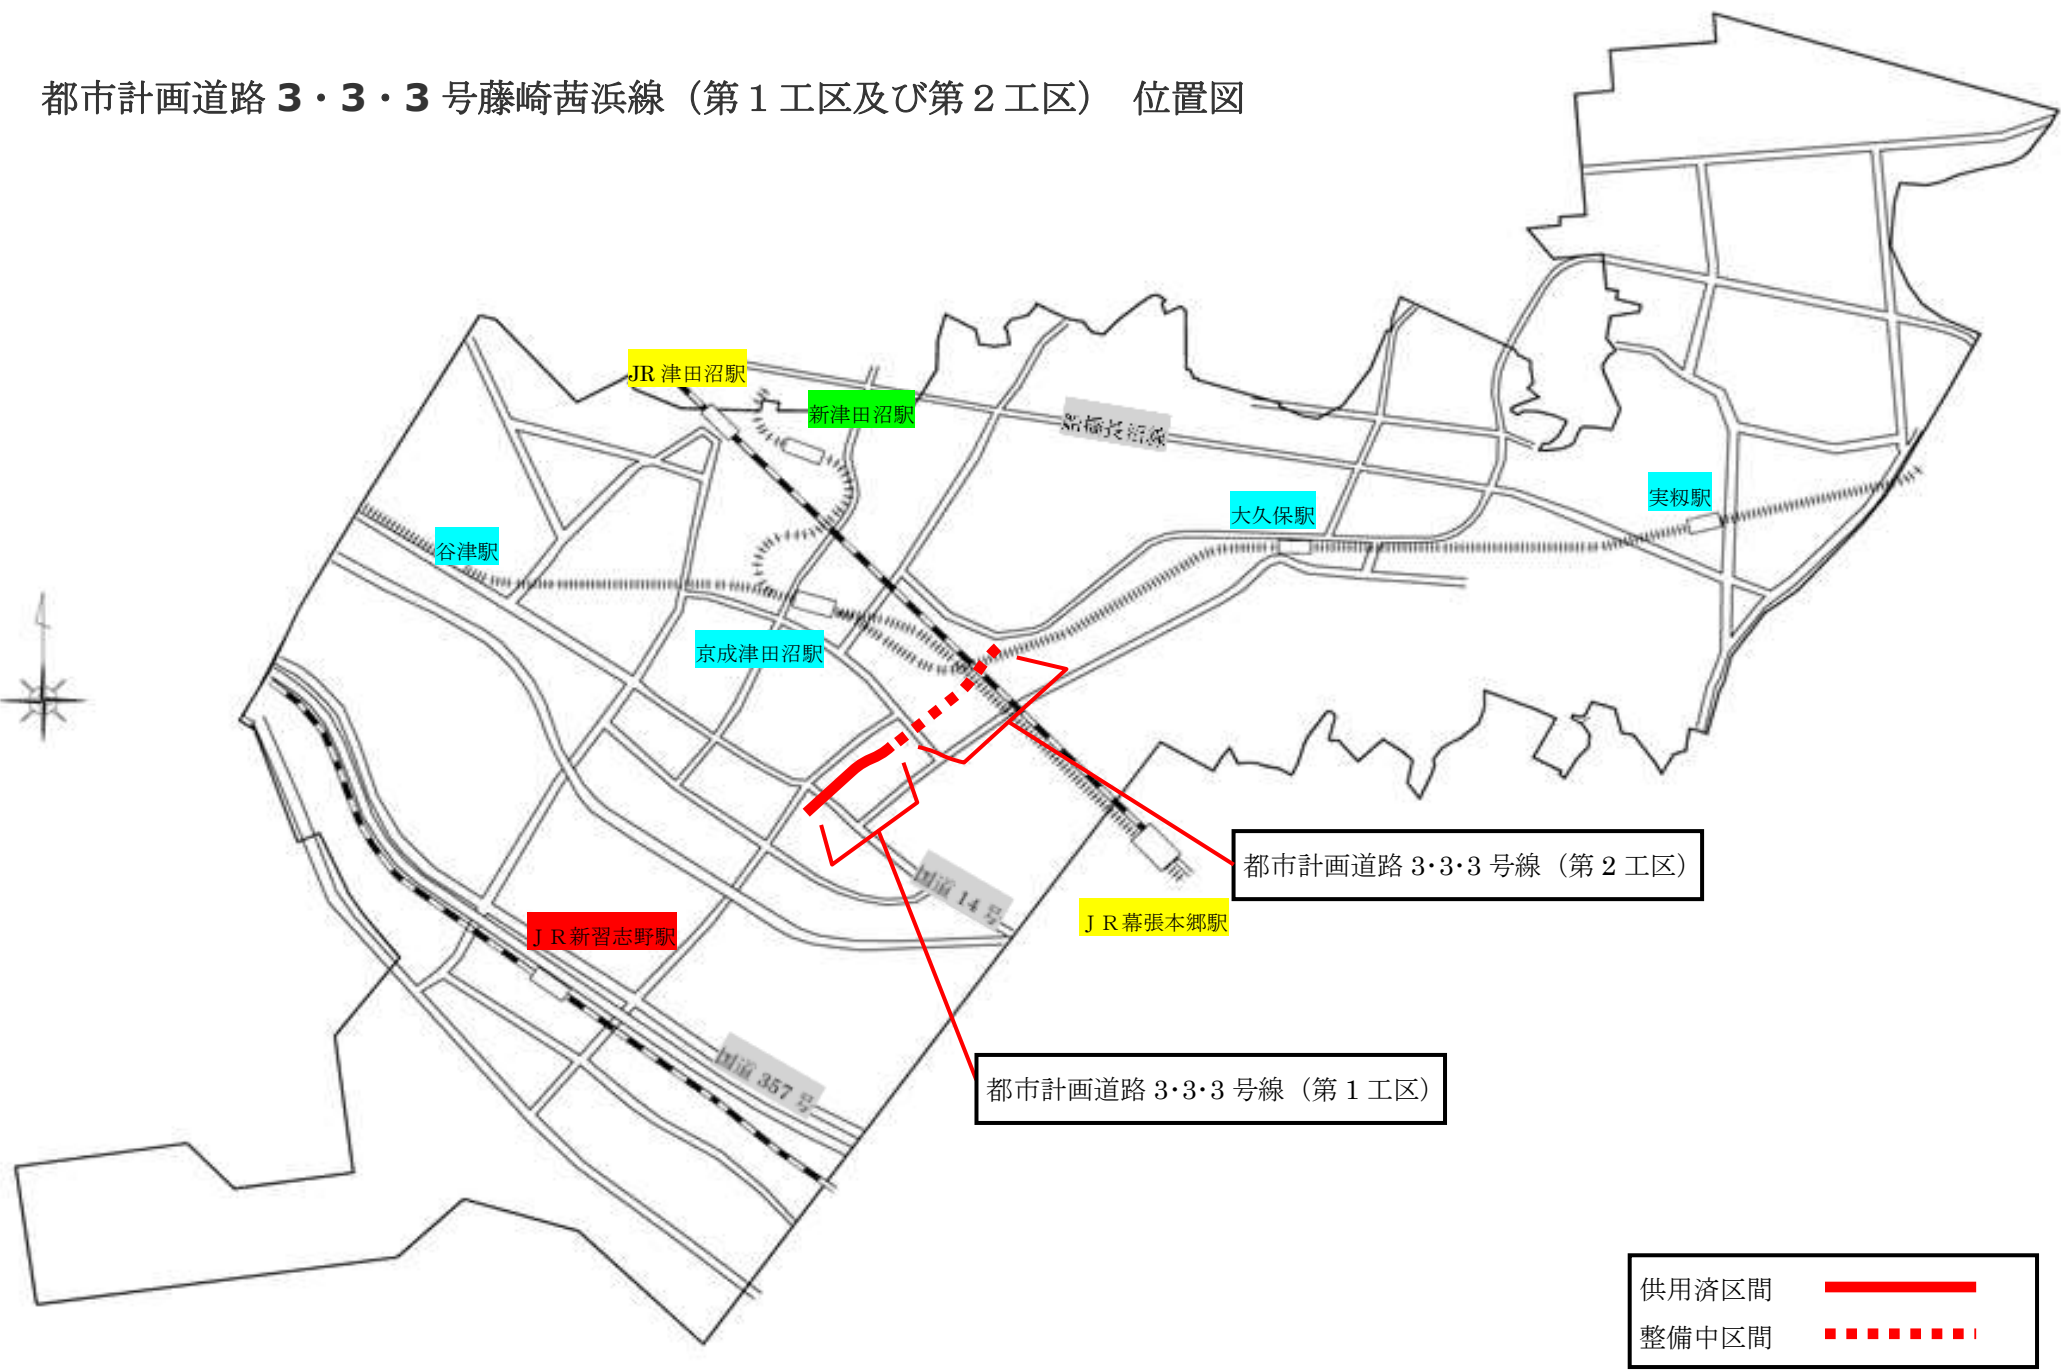 都市計画道路 3・3・3 号藤崎茜浜線（第１工区及び第２工区） 位置図
JR 津田沼駅
新津田沼駅
船橋長沼線
実籾駅
大久保駅
谷津駅
京成津田沼駅
都市計画道路 3･3･3 号線（第 2 工区）
国道 14 号
ＪＲ幕張本郷駅
ＪＲ新習志野駅
国道 357 号
都市計画道路 3･3･3 号線（第 1 工区）
供用済区間
整備中区間